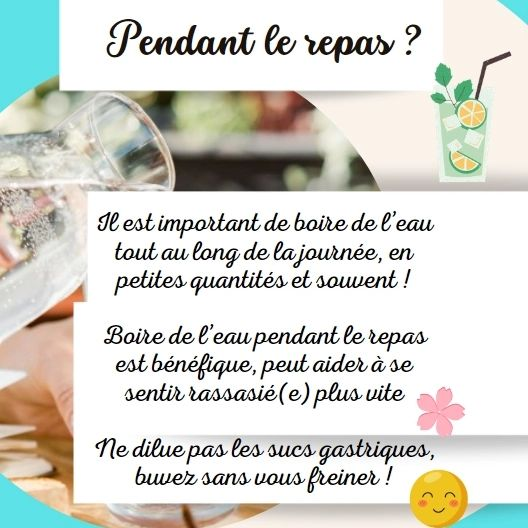 Pendant le repas ?
Il est important de boire de l'eau
tout au long de la journée, en
petites quantités et souvent !
Boire de l'eau pendant le repas
est bénéfique, peut aider à se
sentir rassasié(e) plus vite
Ne dilue pas les sucs gastriques,
buvez sans vous freiner !